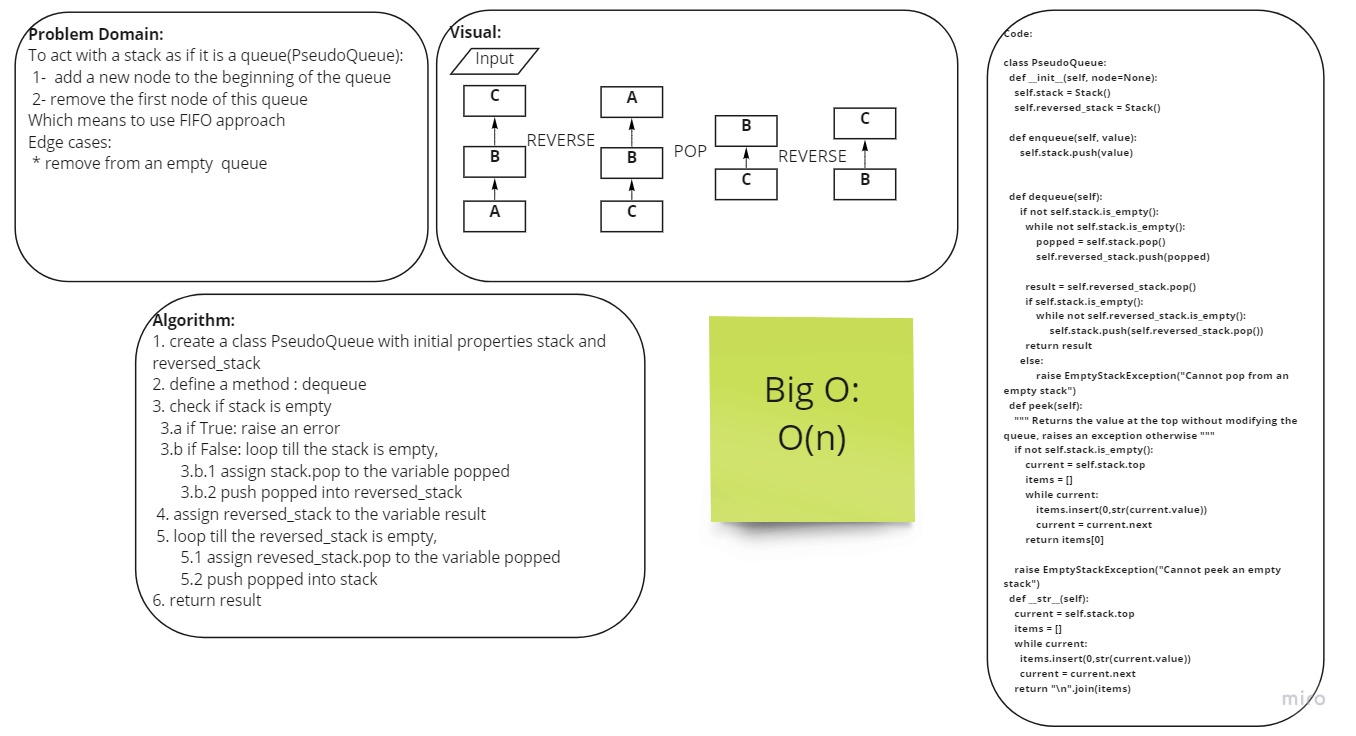 Problem Domain:
To act with a stack as if it is a queue(PseudoQueue):
1-  add a new node to the beginning of the queue
2- remove the first node of this queue
Which means to use FIFO approach
Edge cases:
* remove from an empty  queue
Visual:
Input
C
B
A
REVERSE
A
B
C
POP
B
C
REVERSE
C
B
Algorithm:
1. create a class PseudoQueue with initial properties stack and
reversed_stack
2. define a method : dequeue
3. check if stack is empty
3.a if True: raise an error
3.b if False: loop till the stack is empty,
3.b.1 assign stack.pop to the variable popped
3.b.2 push popped into reversed_stack
4. assign reversed_stack to the variable result
5. loop till the reversed_stack is empty,
5.1 assign revesed_stack.pop to the variable popped
5.2 push popped into stack
6. return result
Big O:
O(n)
Code:
class PseudoQueue:
def __init__(self, node=None):
self.stack = Stack()
self.reversed_stack = Stack()
def enqueue(self, value):
self.stack.push(value)
def dequeue(self):
if not self.stack.is_empty():
while not self.stack.is_empty():
popped = self.stack.pop()
self.reversed_stack.push(popped)
result = self.reversed_stack.pop()
if self.stack.is_empty():
while not self.reversed_stack.is_empty():
self.stack.push(self.reversed_stack.pop())
return result
else:
raise EmptyStackException("Cannot pop from an
empty stack")
def peek(self):
""" Returns the value at the top without modifying the
queue, raises an exception otherwise """
if not self.stack.is_empty():
current = self.stack.top
items = []
while current:
items.insert(0,str(current.value))
current = current.next
return items[0]
raise EmptyStackException("Cannot peek an empty
stack")
def __str__(self):
current = self.stack.top
items = []
while current:
items.insert(0,str(current.value))
current = current.next
return "\n".join(items)
miro